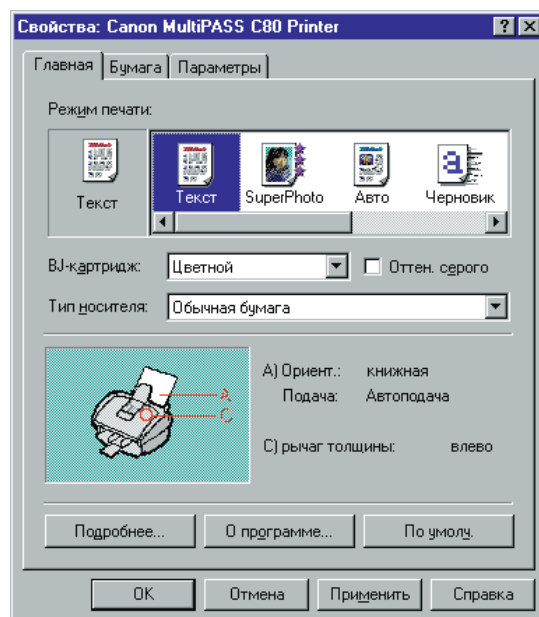 Свойства: Canon MultiPASS C80 Printer
Главная Бумага Параметры
Режим печати:
Текст Текст SuperPhoto Авто Черновик
BJ-картридж: Цветной Оттен. серого
Тип носителя: Обычная бумага
A) Ориент.: книжная
A
Подача: Автоподача
C
C) рычаг толщины: влево
Подробнее... О программе... По умолч.
OK Отмена Применить Справка